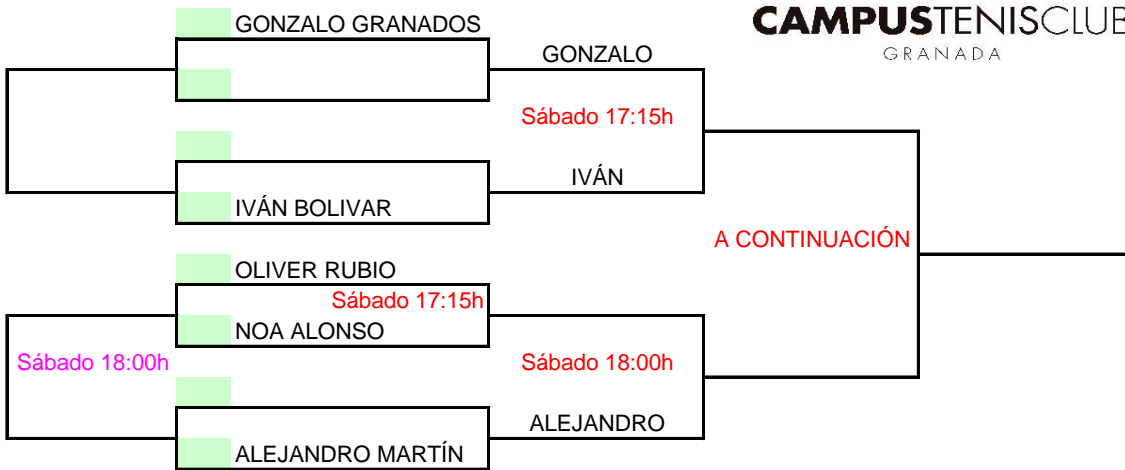 CAMPUSTENISCLUB
GRANADA
GONZALO GRANADOS
GONZALO
Sábado 17:15h
IVÁN
IVÁN BOLIVAR
A CONTINUACIÓN
OLIVER RUBIO
Sábado 17:15h
NOA ALONSO
Sábado 18:00h
Sábado 18:00h
ALEJANDRO
ALEJANDRO MARTÍN